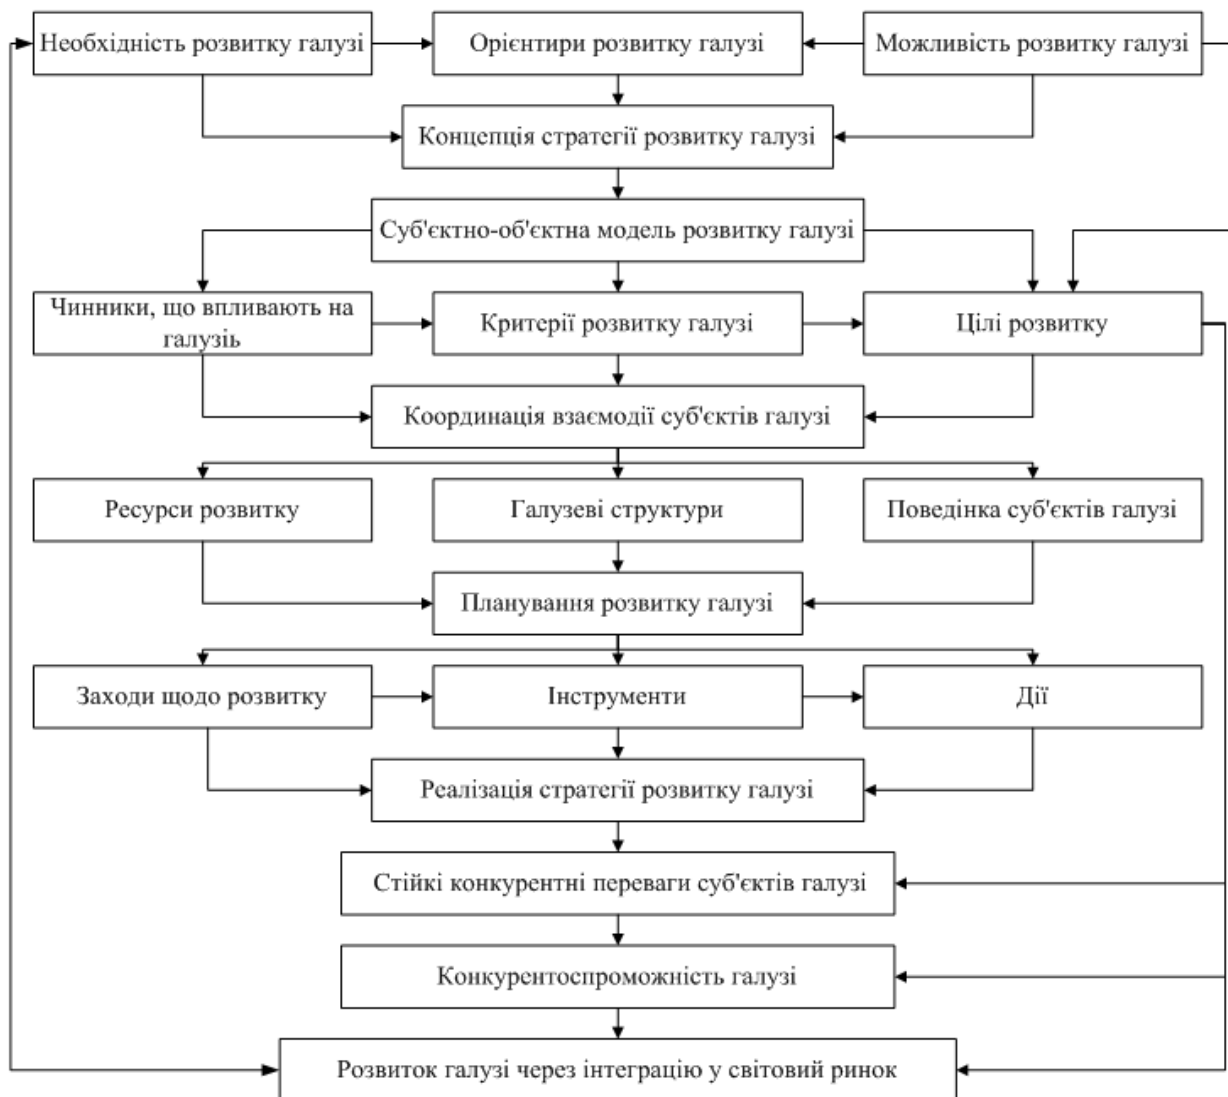 Необхідність розвитку галузі
Орієнтири розвитку галузі
Можливість розвитку галузі
Концепція стратегії розвитку галузі
Суб'єктно-об'єктна модель розвитку галузі
Чинники, що впливають на
галузіь
Критерії розвитку галузі
Цілі розвитку
Координація взаємодії суб'єктів галузі
Ресурси розвитку
Галузеві структури
Поведінка суб'єктів галузі
Планування розвитку галузі
Заходи щодо розвитку
Інструменти
Дії
Реалізація стратегії розвитку галузі
Стійкі конкурентні переваги суб'єктів галузі
Конкурентоспроможність галузі
Розвиток галузі через інтеграцію у світовий ринок